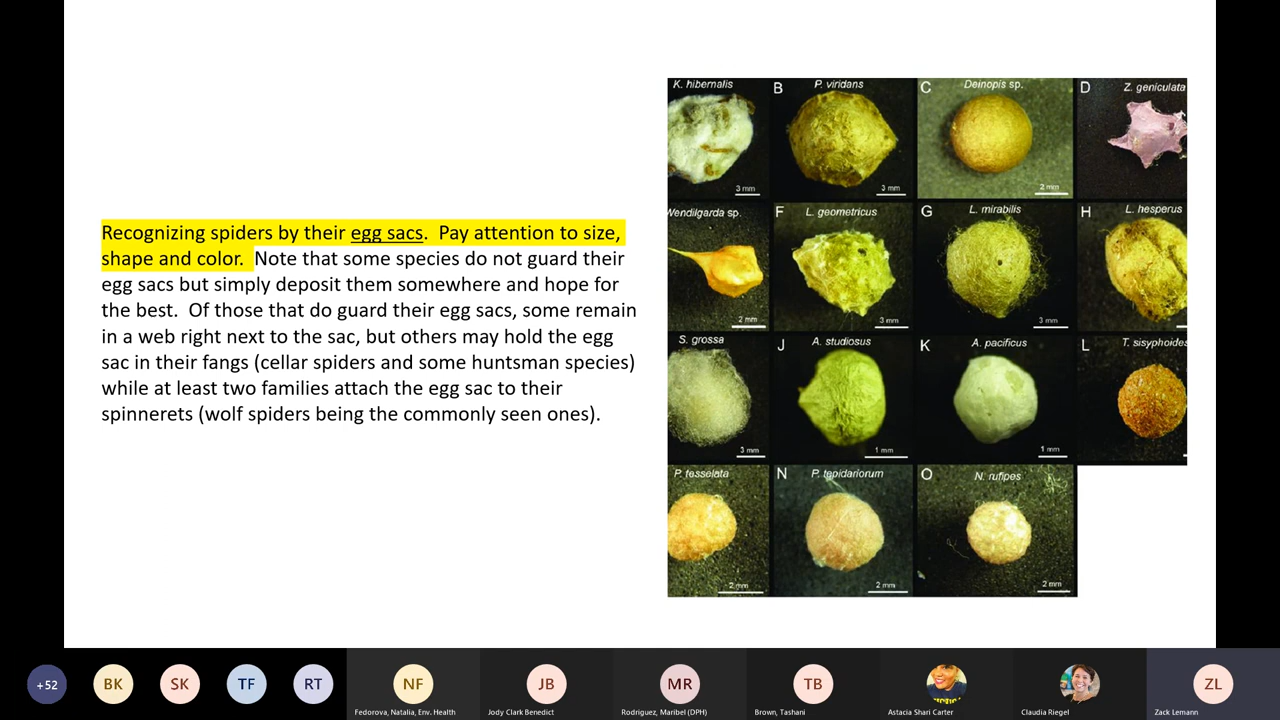 Recognizing spiders by their egg sacs. Pay attention to size,
shape and color. Note that some species do not guard their
egg sacs but simply deposit them somewhere and hope for
the best. Of those that do guard their egg sacs, some remain
in a web right next to the sac, but others may hold the egg
sac in their fangs (cellar spiders and some huntsman species)
while at least two families attach the egg sac to their
spinnerets (wolf spiders being the commonly seen ones).
K. hibernalis
3 mm
B P. viridans
3 mm
C Deinopis sp.
2 mm
D Z. geniculata
Wendilgarda sp.
2 mm
F L. geometricus
3 mm
G L. mirabilis
3 mm
H L. hesperus
S. grossa
3 mm
J A. studiosus
1 mm
K A. pacificus
1 mm
L T. sisyphoides
P. tesselata
2 mm
N P. tepidariorum
2 mm
O N. rufipes
2 mm
+52
BK
SK
TF
RT
NF
Fedorova, Natalia, Env. Health
JB
Jody Clark Benedict
MR
Rodriguez, Maribel (DPH)
TB
Brown, Tashani
Astacia Shari Carter
Claudia Riegel
ZL
Zack Lemann